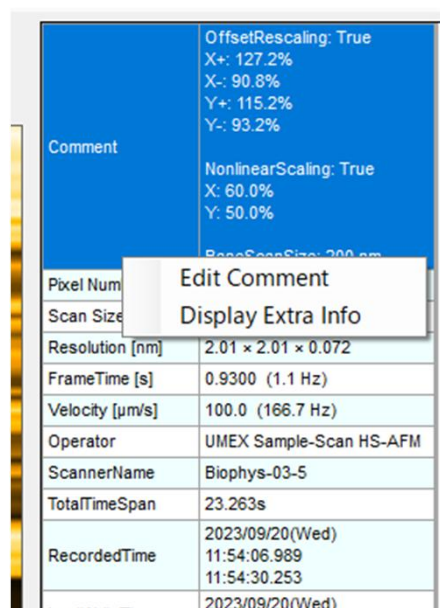 Comment
OffsetRescaling: True
X+: 127.2%
X-: 90.8%
Y+: 115.2%
Y-: 93.2%
NonlinearScaling: True
X: 60.0%
Y: 50.0%
BaseScanSize: 200 nm
Edit Comment
Display Extra Info
Pixel Num
Scan Size
Resolution [nm] 2.01 × 2.01 × 0.072
FrameTime [s] 0.9300 (1.1 Hz)
Velocity [μm/s] 100.0 (166.7 Hz)
Operator UMEX Sample-Scan HS-AFM
ScannerName Biophys-03-5
TotalTimeSpan 23.263s
RecordedTime 2023/09/20(Wed)
11:54:06.989
11:54:30.253
2023/09/20(Wed)